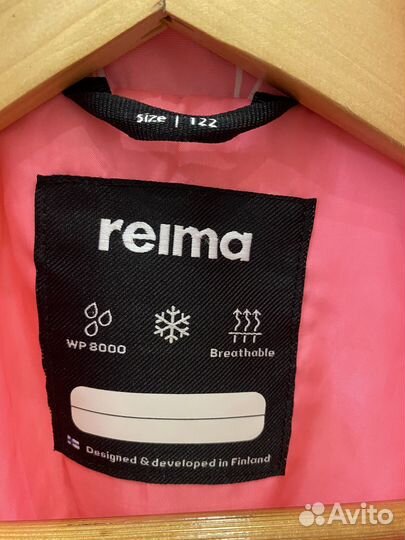 Size | 122
reima
WP 8000
Breathable
Designed & developed in Finland
Avito